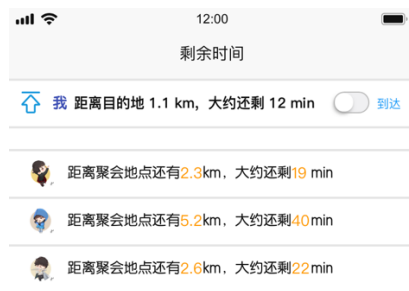 12:00
剩余时间
我 距离目的地 1.1 km，大约还剩 12 min 到达
距离聚会地点还有2.3km，大约还剩19 min
距离聚会地点还有5.2km，大约还剩40min
距离聚会地点还有2.6km，大约还剩22min